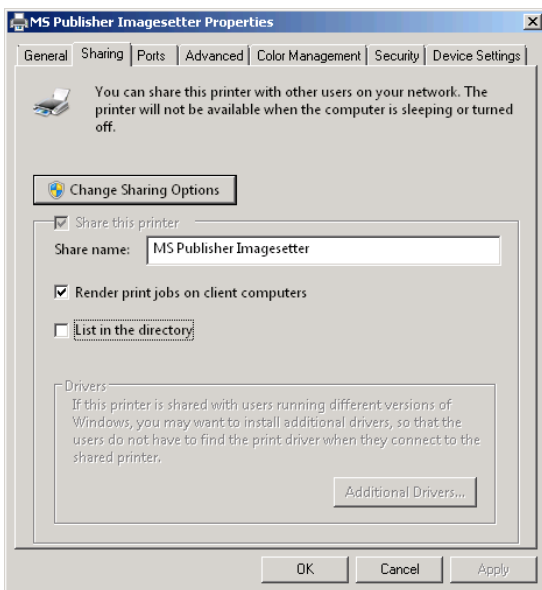 MS Publisher Imagesetter Properties
General Sharing Ports Advanced Color Management Security Device Settings
You can share this printer with other users on your network. The
printer will not be available when the computer is sleeping or turned
off.
Change Sharing Options
Share this printer
Share name: MS Publisher Imagesetter
Render print jobs on client computers
List in the directory
Drivers
If this printer is shared with users running different versions of
Windows, you may want to install additional drivers, so that the
users do not have to find the print driver when they connect to the
shared printer.
Additional Drivers...
OK Cancel Apply